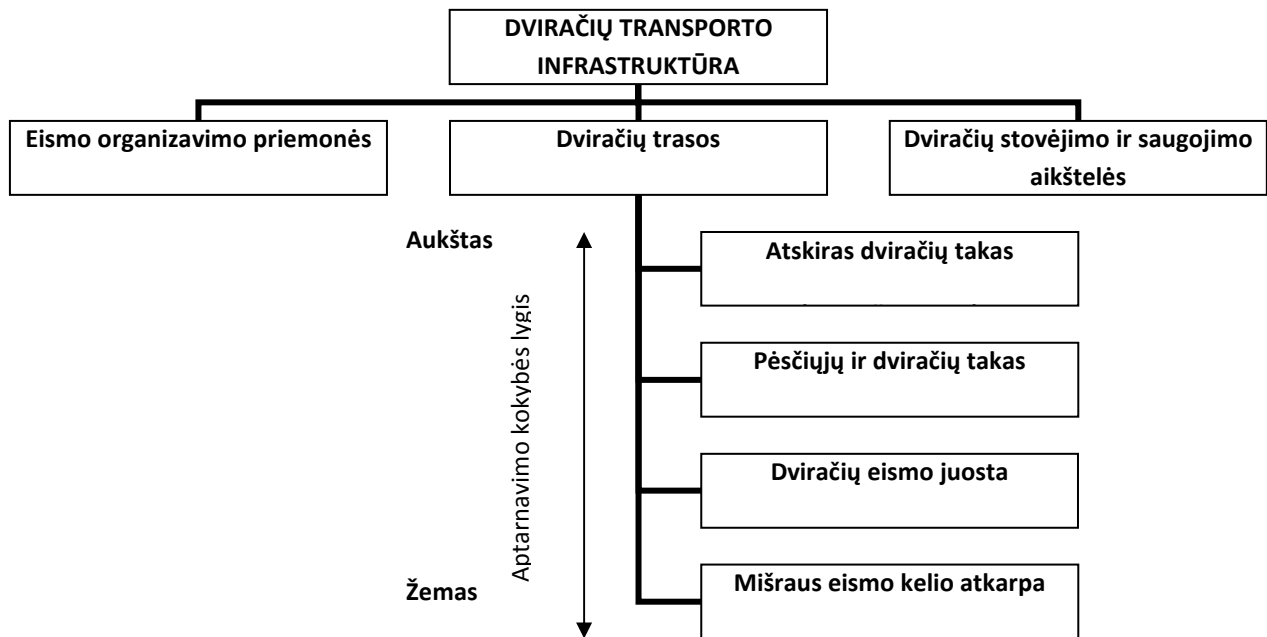 DVIRAČIŲ TRANSPORTO
INFRASTRUKTŪRA
Eismo organizavimo priemonės
Dviračių trasos
Dviračių stovėjimo ir saugojimo
aikštelės
Aukštas
Aptarnavimo kokybės lygis
Žemas
Atskiras dviračių takas
Pėsčiųjų ir dviračių takas
Dviračių eismo juosta
Mišraus eismo kelio atkarpa